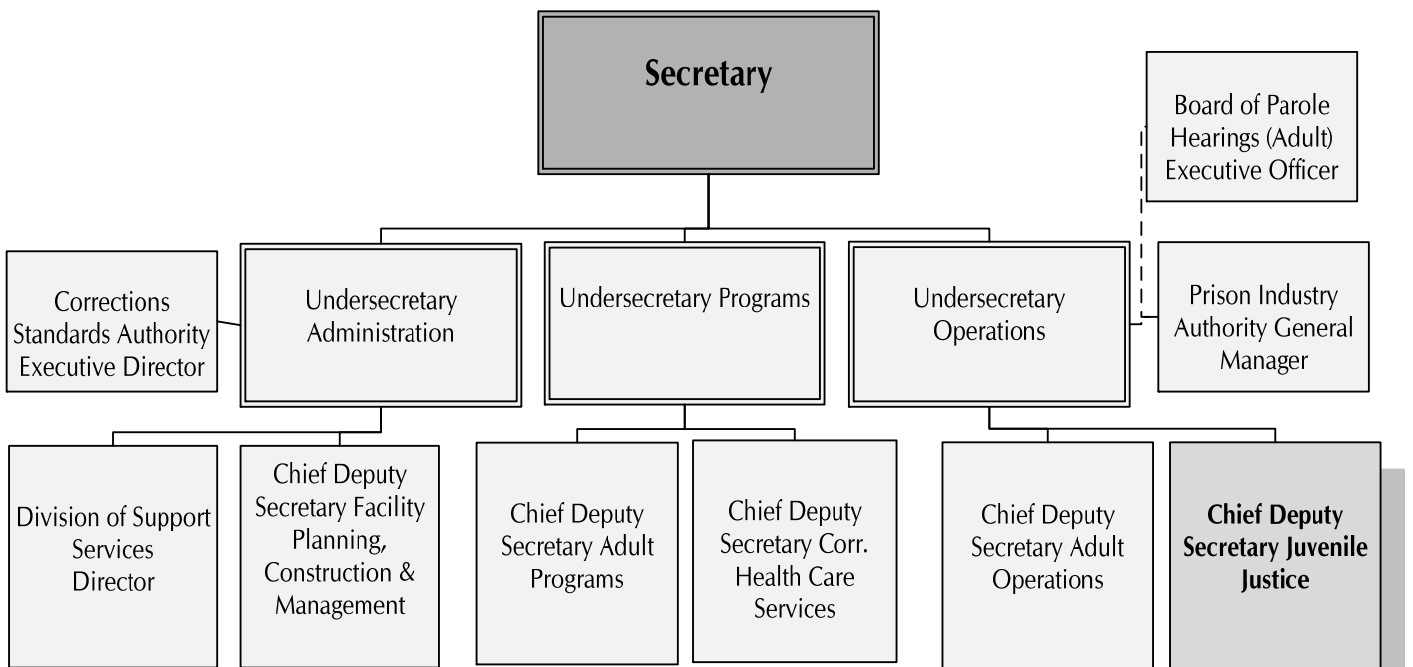 Secretary
Board of Parole
Hearings (Adult)
Executive Officer
Corrections
Standards Authority
Executive Director
Undersecretary
Administration
Undersecretary Programs
Undersecretary
Operations
Prison Industry
Authority General
Manager
Division of Support
Services
Director
Chief Deputy
Secretary Facility
Planning,
Construction &
Management
Chief Deputy
Secretary Adult
Programs
Chief Deputy
Secretary Corr.
Health Care
Services
Chief Deputy
Secretary Adult
Operations
Chief Deputy
Secretary Juvenile
Justice